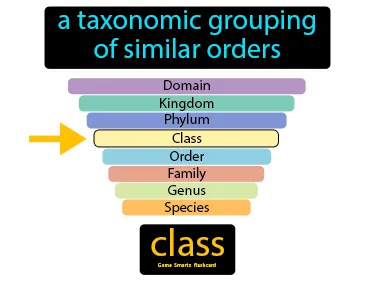 a taxonomic grouping
of similar orders
Domain
Kingdom
Phylum
Class
Order
Family
Genus
Species
class
Game Smartz Flashcard